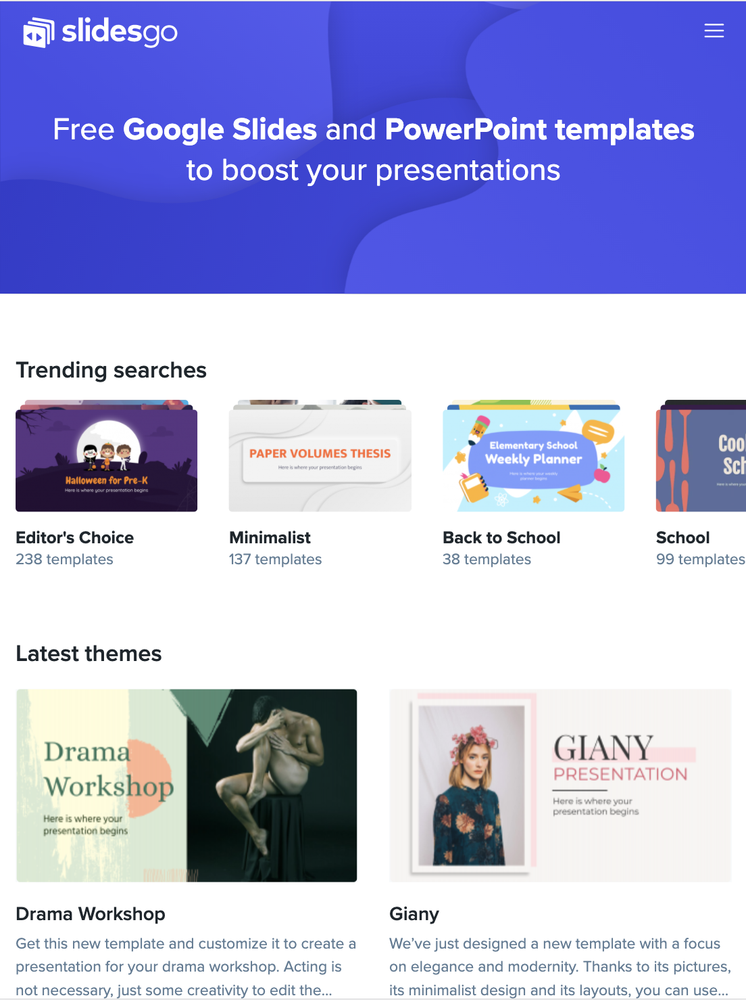 slidesgo
Free Google Slides and PowerPoint templates
to boost your presentations
Trending searches
Halloween for Pre-K
Here is where your presentation begins
PAPER VOLUMES THESIS
Here is where your presentation begins
Elementary School
Weekly Planner
Here is where your weekly
planner begins
Coo
Sch
Here is where your
Editor's Choice
238 templates
Minimalist
137 templates
Back to School
38 templates
School
99 templates
Latest themes
Drama
Workshop
Here is where your
presentation begins
GIANY
PRESENTATION
Here is where your
presentation begins
Drama Workshop
Get this new template and customize it to create a
presentation for your drama workshop. Acting is
not necessary, just some creativity to edit the...
Giany
We’ve just designed a new template with a focus
on elegance and modernity. Thanks to its pictures,
its minimalist design and its layouts, you can use...